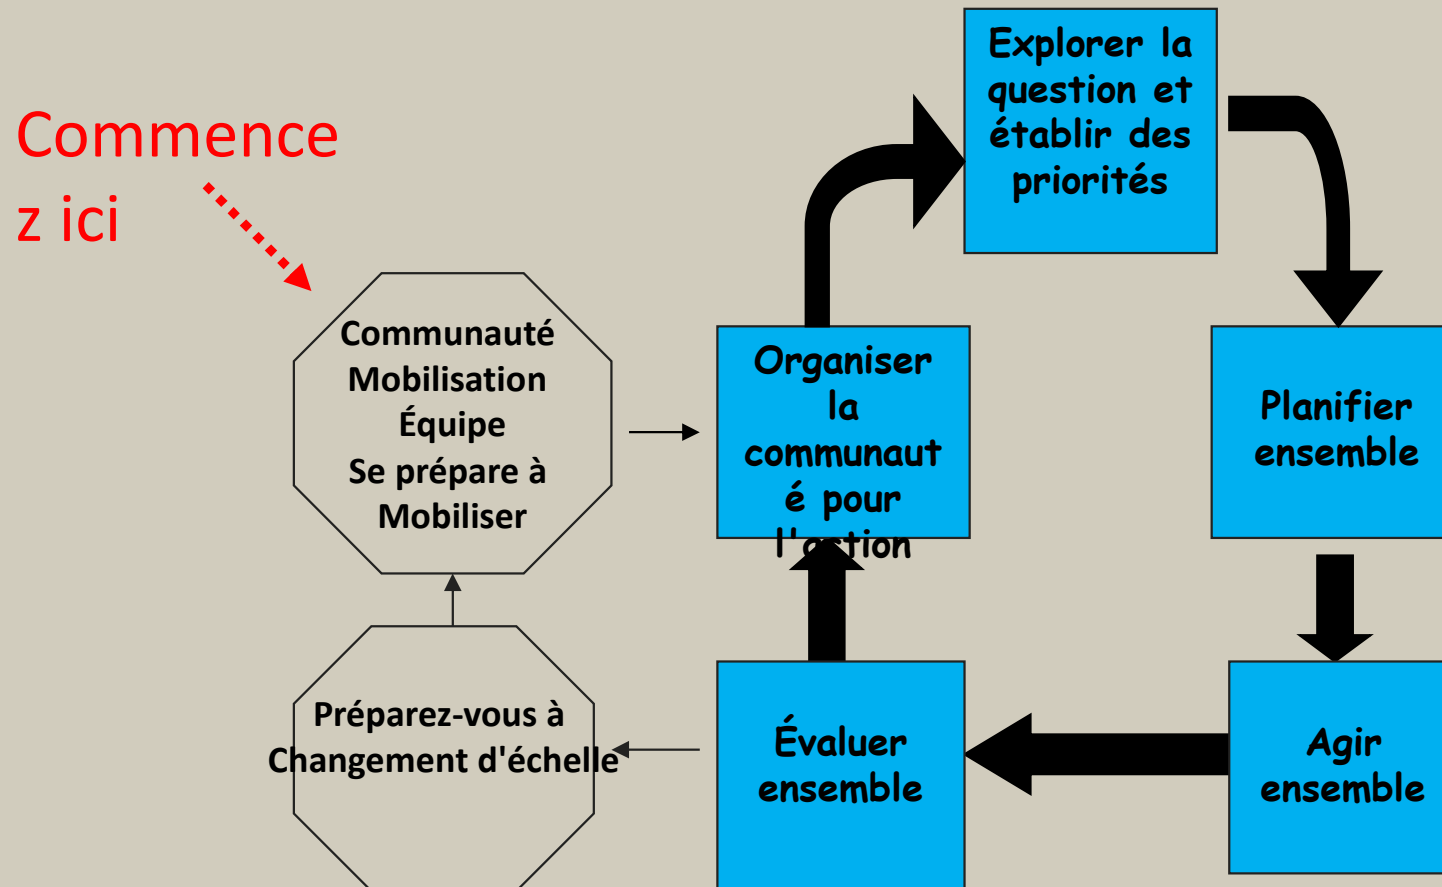 Commence
z ici
Communauté
Mobilisation
Équipe
Se prépare à
Mobiliser
Organiser
la
communaut
é pour
l'action
Explorer la
question et
établir des
priorités
Planifier
ensemble
Agir
ensemble
Évaluer
ensemble
Préparez-vous à
Changement d'échelle